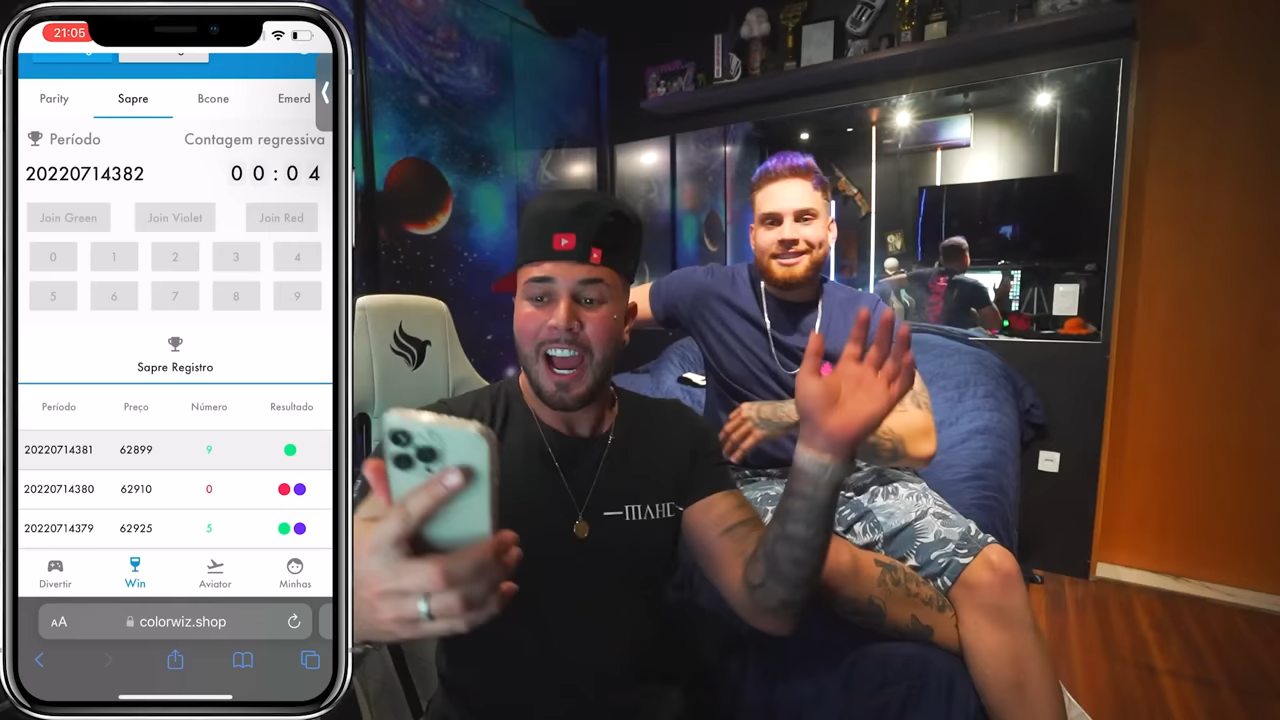 21:05
Parity Sapre Bcone Emerd
Período Contagem regressiva
20220714382 0 0 : 0 4
Join Green Join Violet Join Red
0 1 2 3 4
5 6 7 8 9
Sapre Registro
Período Preço Número Resultado
20220714381 62899 9
20220714380 62910 0
20220714379 62925 5
Divertir Win Aviator Minhas
AA colorwiz.shop